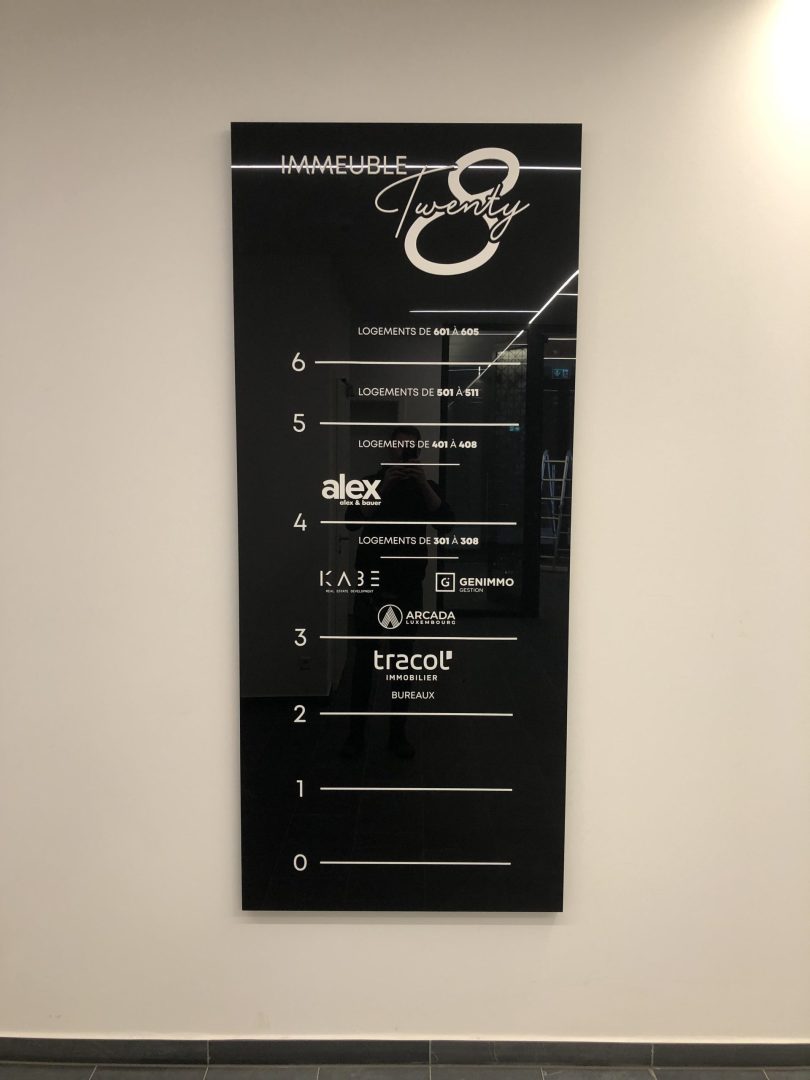 IMMEUBLE
Twenty 8
LOGEMENTS DE 601 À 605
6
LOGEMENTS DE 501 À 511
5
LOGEMENTS DE 401 À 408
alex
alex & bauer
4
LOGEMENTS DE 301 À 308
KABE
REAL ESTATE DEVELOPMENT
G GENIMMO
GESTION
ARCADA
LUXEMBOURG
3
tracol
IMMOBILIER
BUREAUX
2
1
0